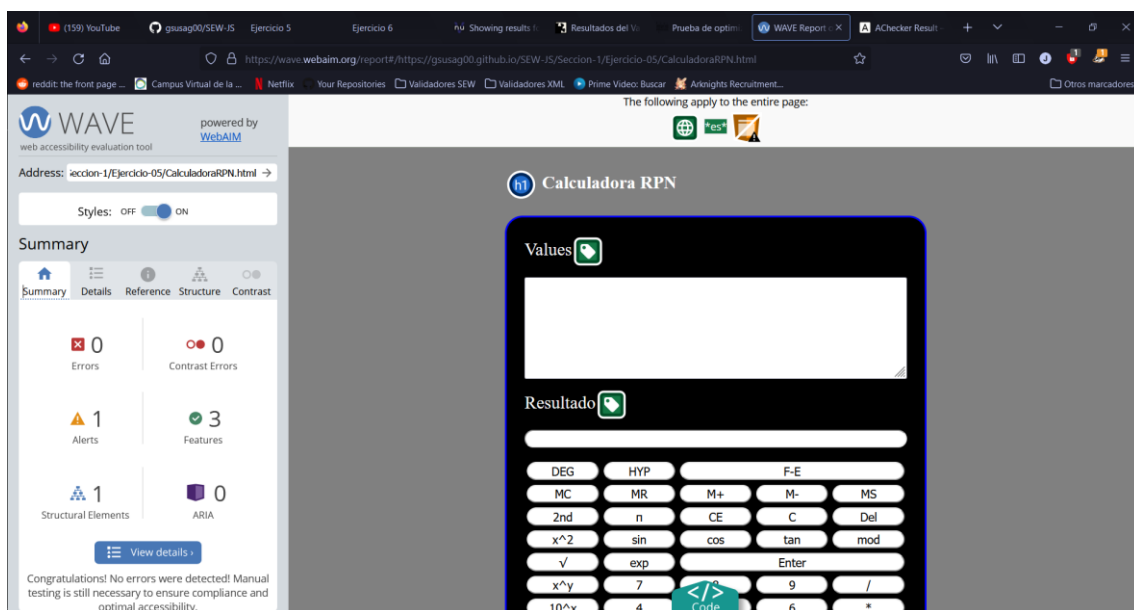 (159) YouTube
gsusag00/SEW-JS
Ejercicio 5
Ejercicio 6
Showing results f
Resultados del Va
Prueba de optimi
WAVE Report
AChecker Result
https://wave.webaim.org/report#/https://gsusag00.github.io/SEW-JS/Seccion-1/Ejercicio-05/CalculadoraRPN.html
reddit: the front page ...
Campus Virtual de la ...
Netflix
Your Repositories
Validadores SEW
Validadores XML
Prime Video: Buscar
Arknights Recruitment...
Otros marcadores
WAVE
web accessibility evaluation tool
powered by
WebAIM
Address: eccion-1/Ejercicio-05/CalculadoraRPN.html
Styles: OFF ON
Summary
Summary Details Reference Structure Contrast
0
Errors
0
Contrast Errors
1
Alerts
3
Features
1
Structural Elements
0
ARIA
View details ›
Congratulations! No errors were detected! Manual
testing is still necessary to ensure compliance and
optimal accessibility.
The following apply to the entire page:
*es*
h1 Calculadora RPN
Values
Resultado
DEG HYP F-E
MC MR M+ M- MS
2nd π CE C Del
x^2 sin cos tan mod
√ exp Enter
x^y 7 9 /
10^x 4 6 *
</>
Code